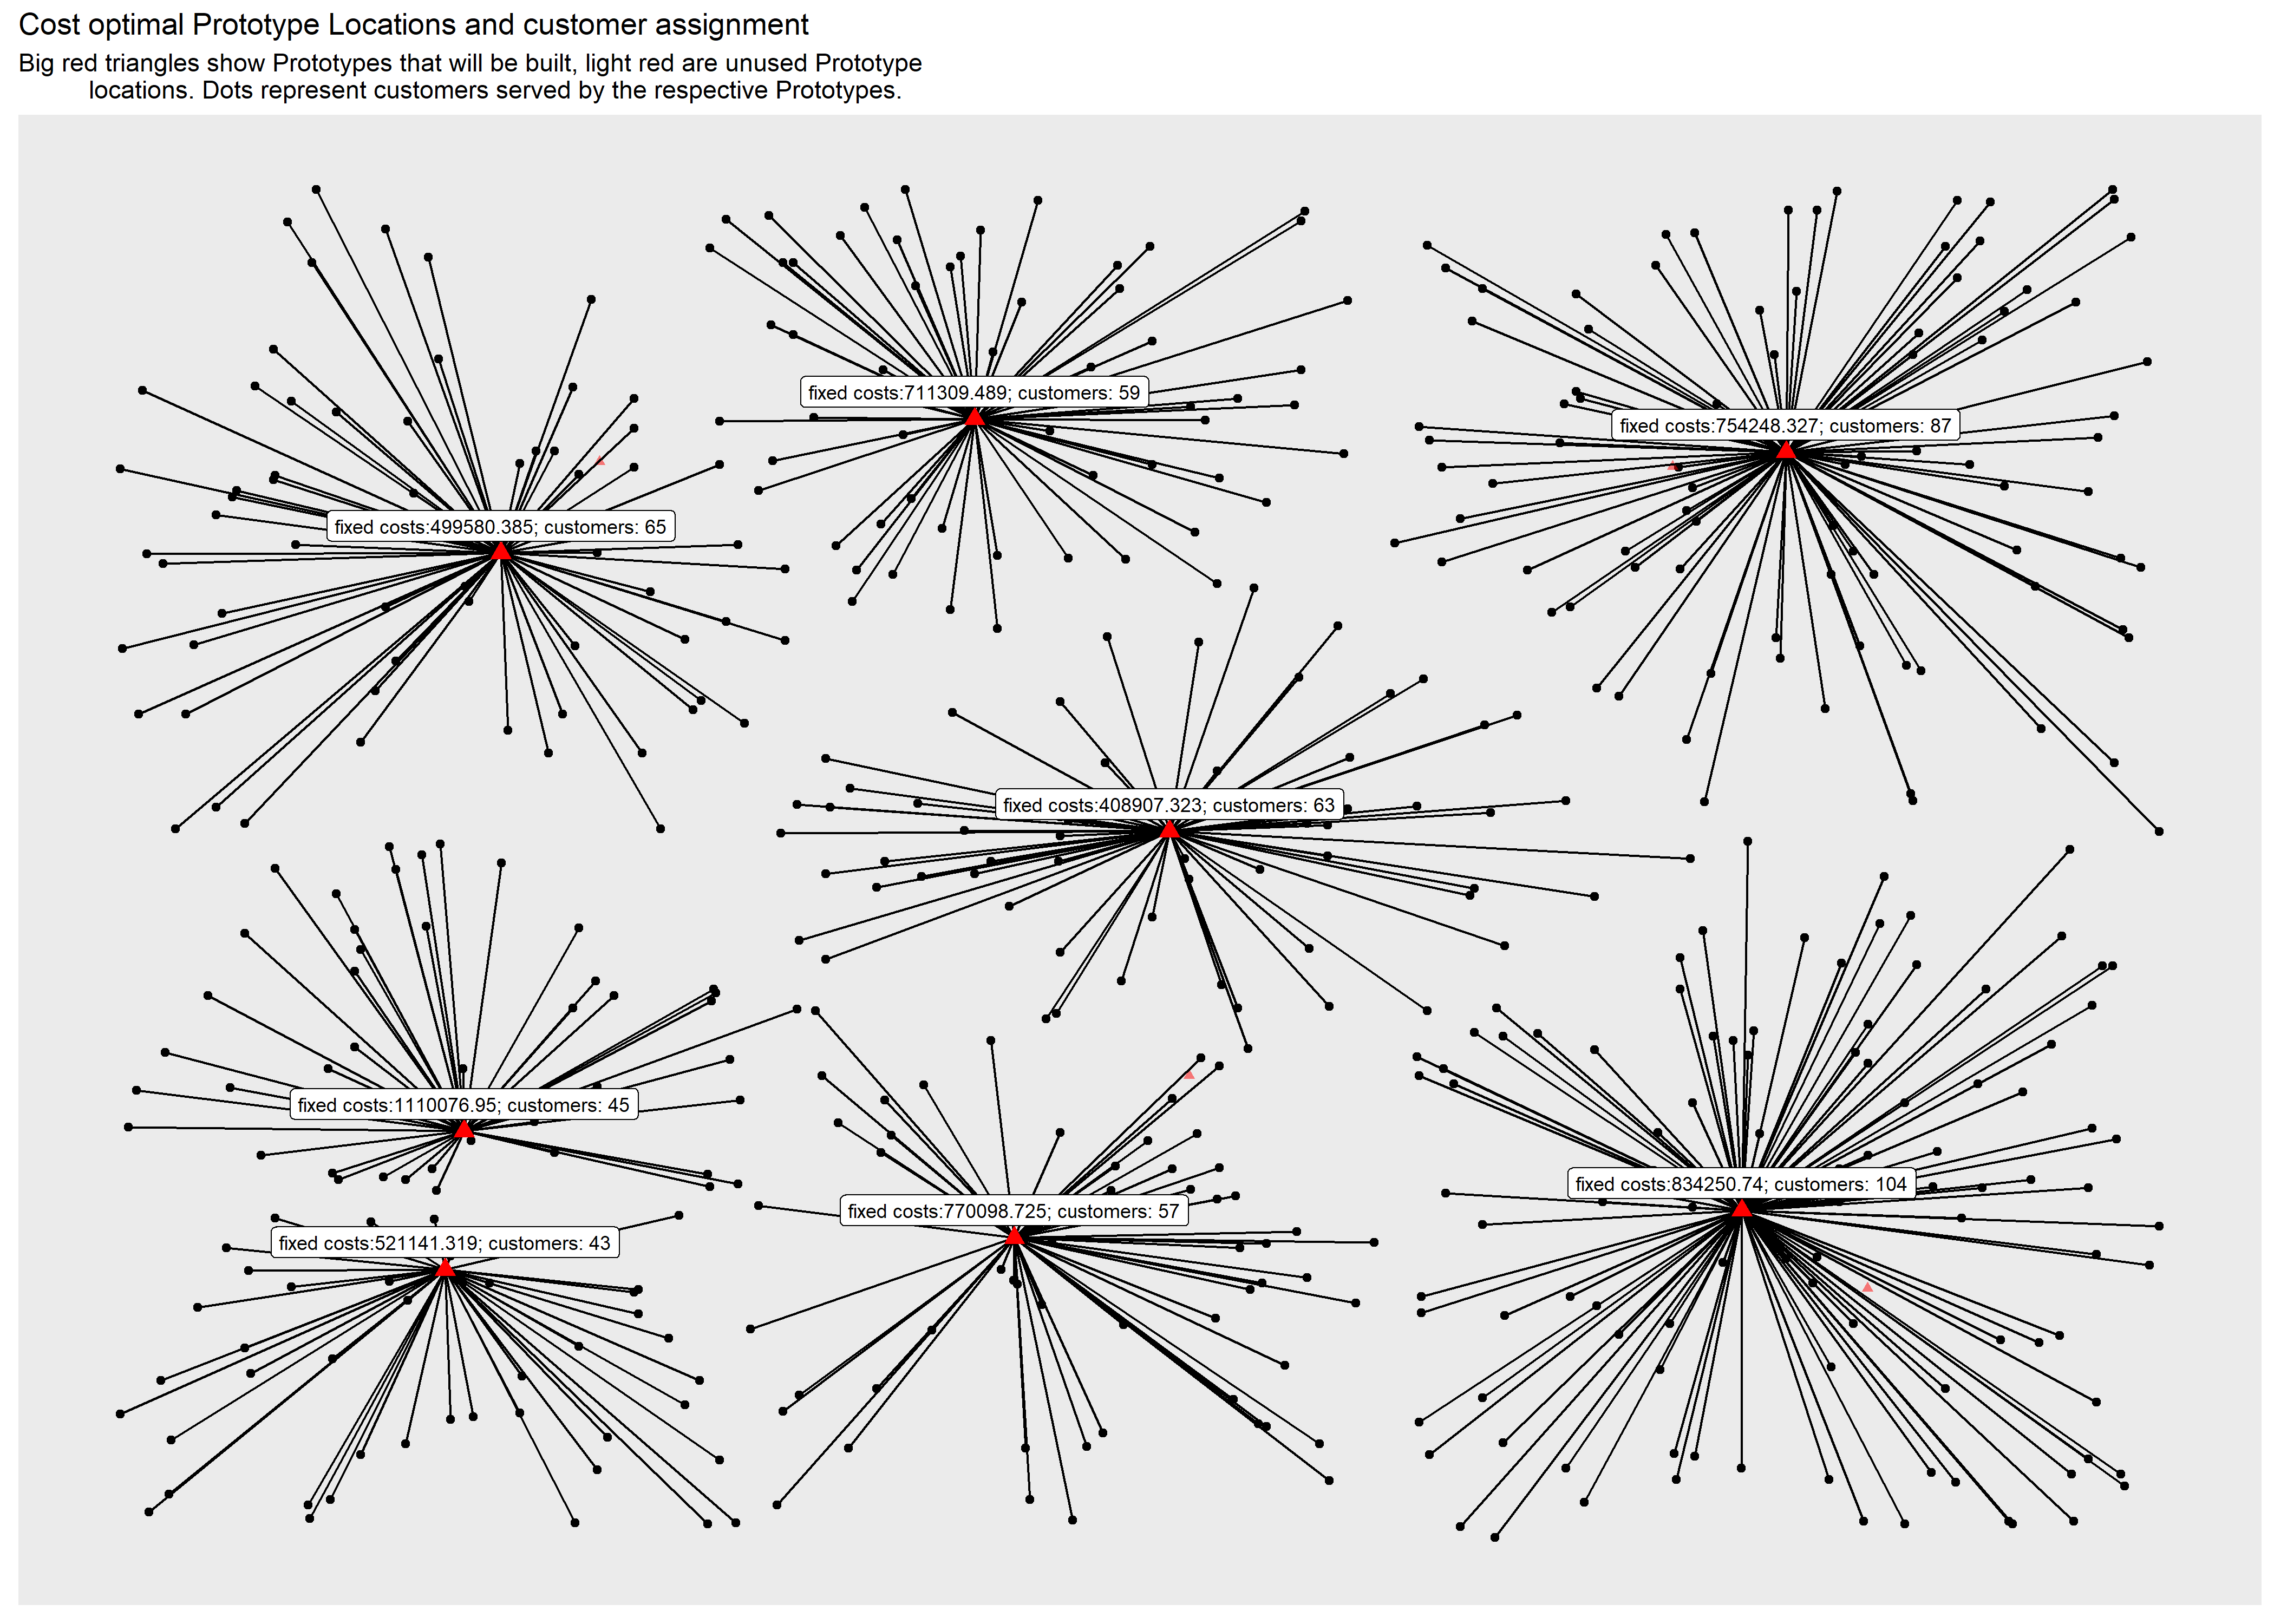 Cost optimal Prototype Locations and customer assignment
Big red triangles show Prototypes that will be built, light red are unused Prototype
locations. Dots represent customers served by the respective Prototypes.
fixed costs:711309.489; customers: 59
fixed costs:754248.327; customers: 87
fixed costs:499580.385; customers: 65
fixed costs:408907.323; customers: 63
fixed costs:1110076.95; customers: 45
fixed costs:834250.74; customers: 104
fixed costs:770098.725; customers: 57
fixed costs:521141.319; customers: 43